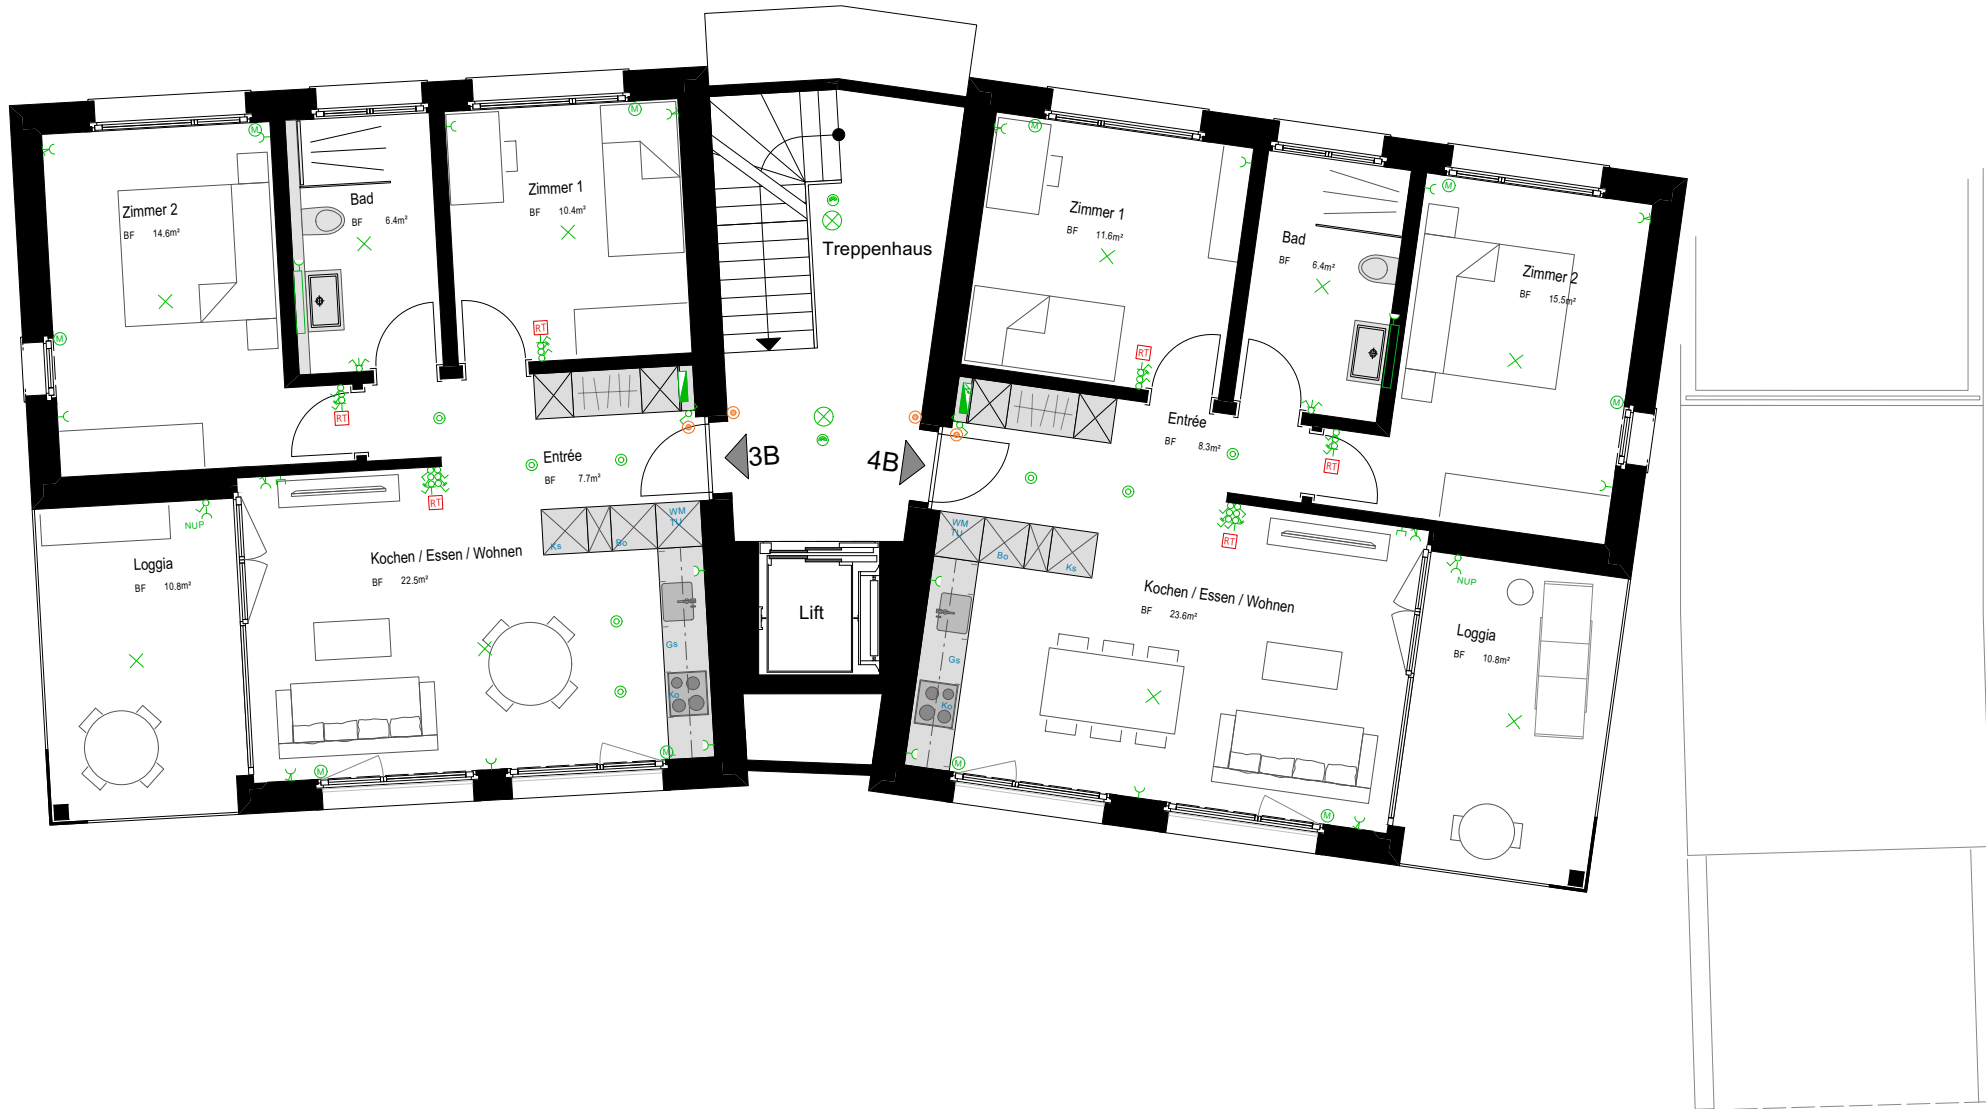 Zimmer 2
BF 14.6m²
M
Bad
BF 6.4m²
Zimmer 1
BF 10.4m²
M
M
RT
RT
Treppenhaus
Entrée
BF 7.7m²
3B
RT
NUP
Loggia
BF 10.8m²
Kochen / Essen / Wohnen
BF 22.5m²
Ks
Bo
WM
TU
Gs
Ko
M
M
Lift
Zimmer 1
BF 11.6m²
M
Bad
BF 6.4m²
Zimmer 2
BF 15.5m²
M
M
RT
RT
Entrée
BF 8.3m²
4B
RT
WM
TU
Bo
Ks
Gs
Ko
Kochen / Essen / Wohnen
BF 23.6m²
NUP
Loggia
BF 10.8m²
M
M